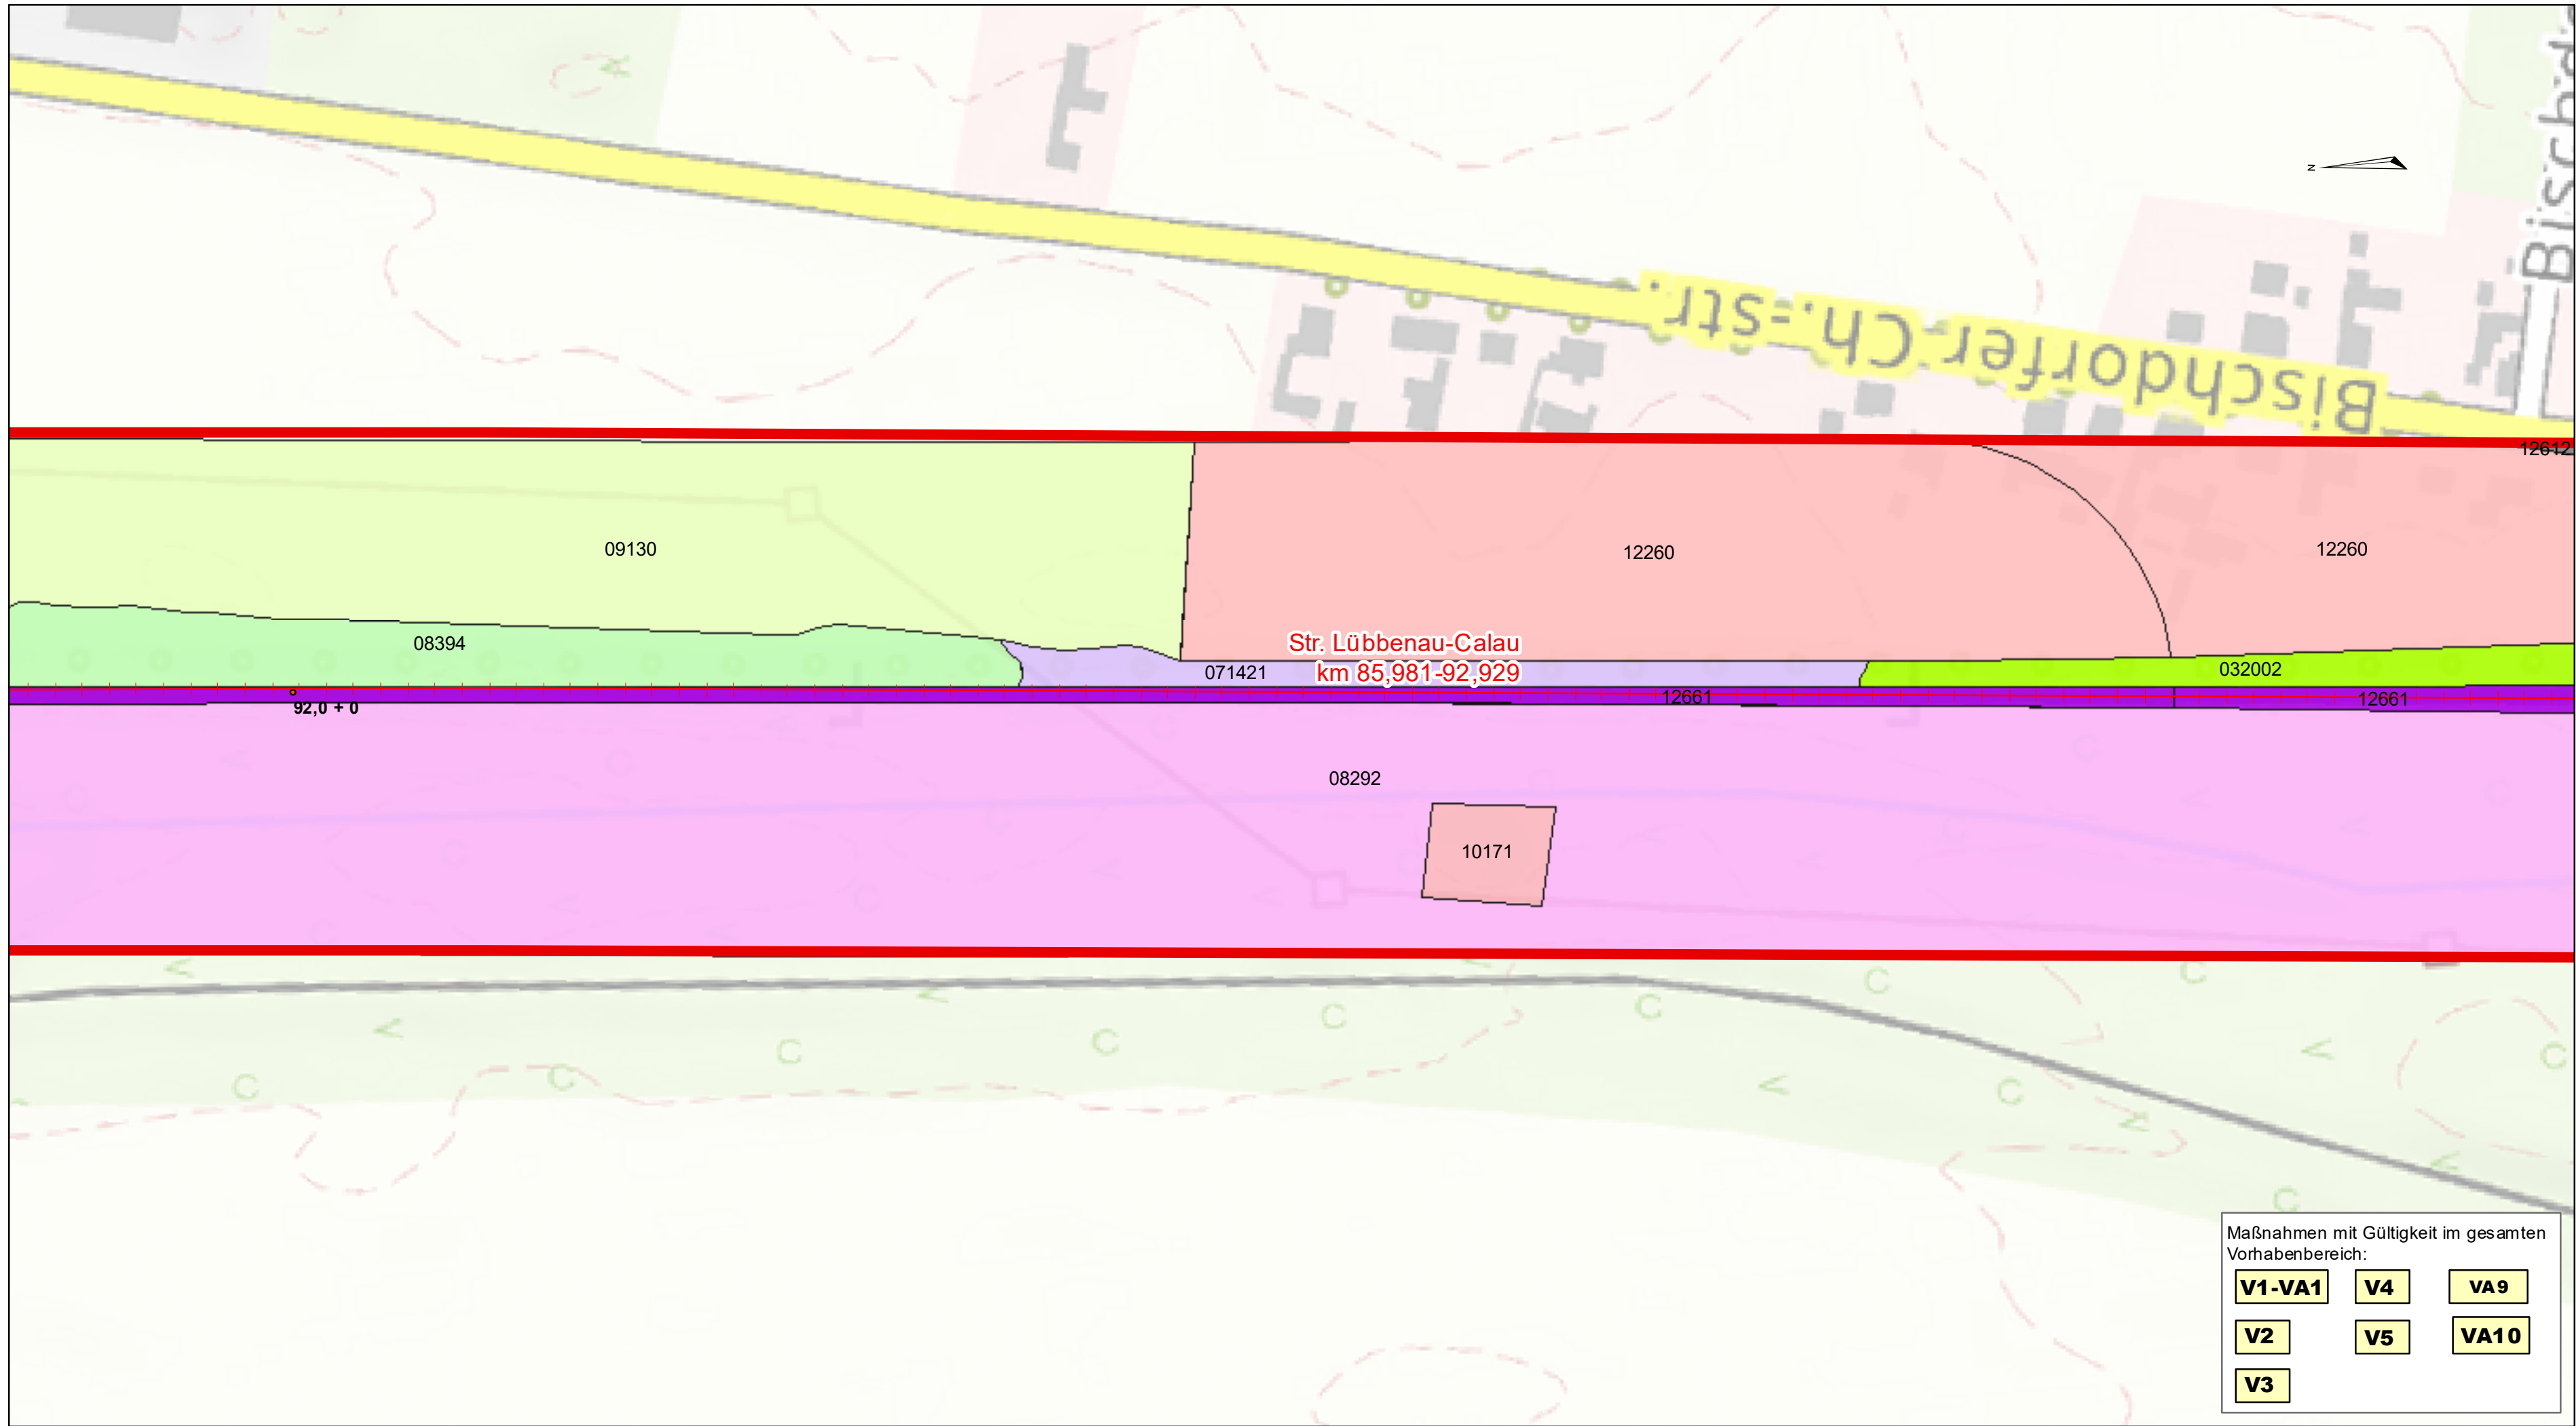 Bischd
Bischdorfer Ch.-str.
N
12612
09130
12260
12260
08394
Str. Lübbenau-Calau
km 85,981-92,929
071421
032002
12661
12661
92,0 + 0
08292
10171
Maßnahmen mit Gültigkeit im gesamten
Vorhabenbereich:
V1-VA1 V4 VA9
V2 V5 VA10
V3